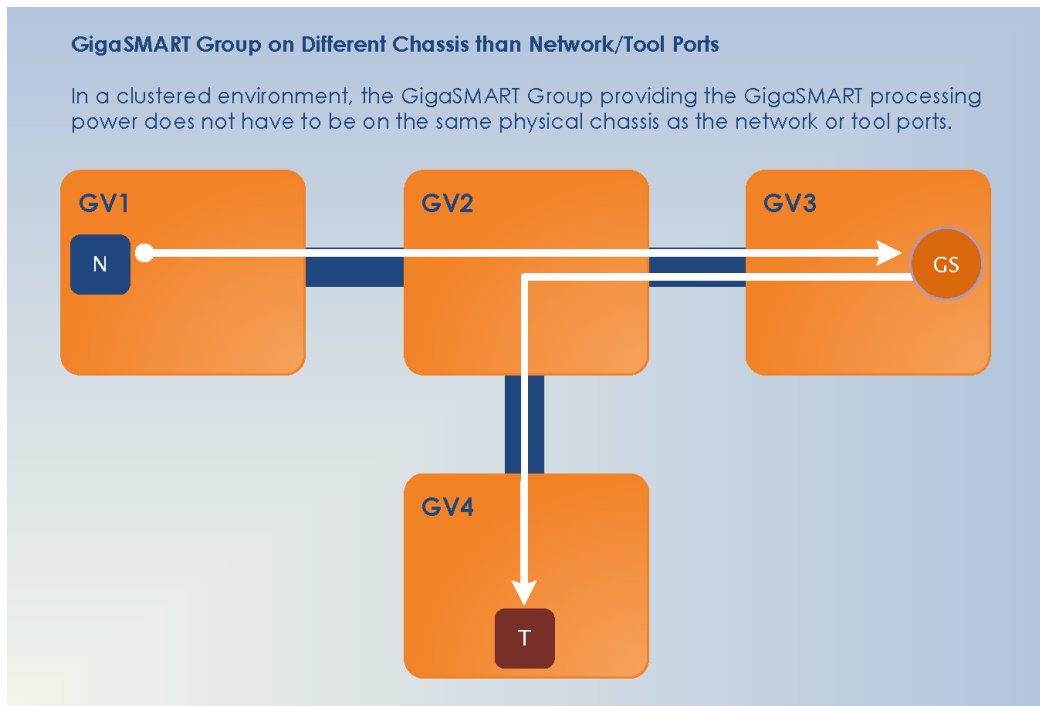 GigaSMART Group on Different Chassis than Network/Tool Ports
In a clustered environment, the GigaSMART Group providing the GigaSMART processing
power does not have to be on the same physical chassis as the network or tool ports.
GV1
GV2
GV3
N
GS
GV4
T